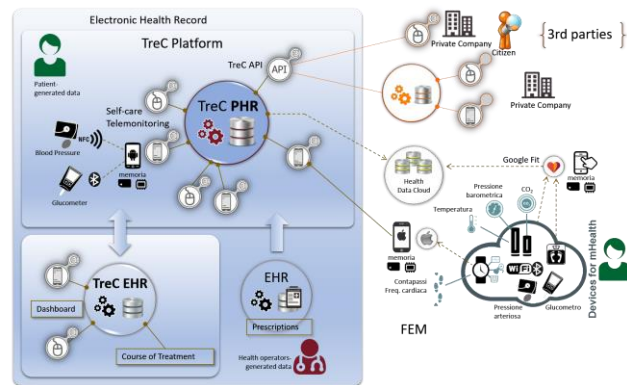 Electronic Health Record
TreC Platform
Patient-
generated data
TreC API
API
Self-care
Telemonitoring
TreC PHR
NFC
Blood Pressure
memoria
Glucometer
TreC EHR
Dashboard
Course of Treatment
EHR
Prescriptions
Health operators-
generated data
Private Company
Citizen
3rd parties
Private Company
Google Fit
Health
Data Cloud
memoria
Pressione
barometrica
CO₂
Temperatura
memoria
WiFi
Contapassi
Freq. cardiaca
Pressione
arteriosa
Glucometro
Devices for mHealth
FEM